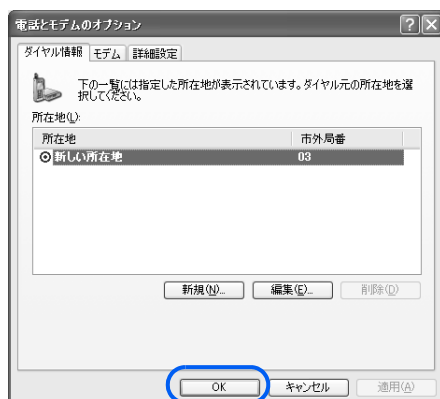 電話とモデムのオプション
ダイヤル情報 モデム 詳細設定
下の一覧には指定した所在地が表示されています。ダイヤル元の所在地を選
択してください。
所在地(L):
所在地 市外局番
新しい所在地 03
新規(N)... 編集(E)... 削除(D)
OK キャンセル 適用(A)